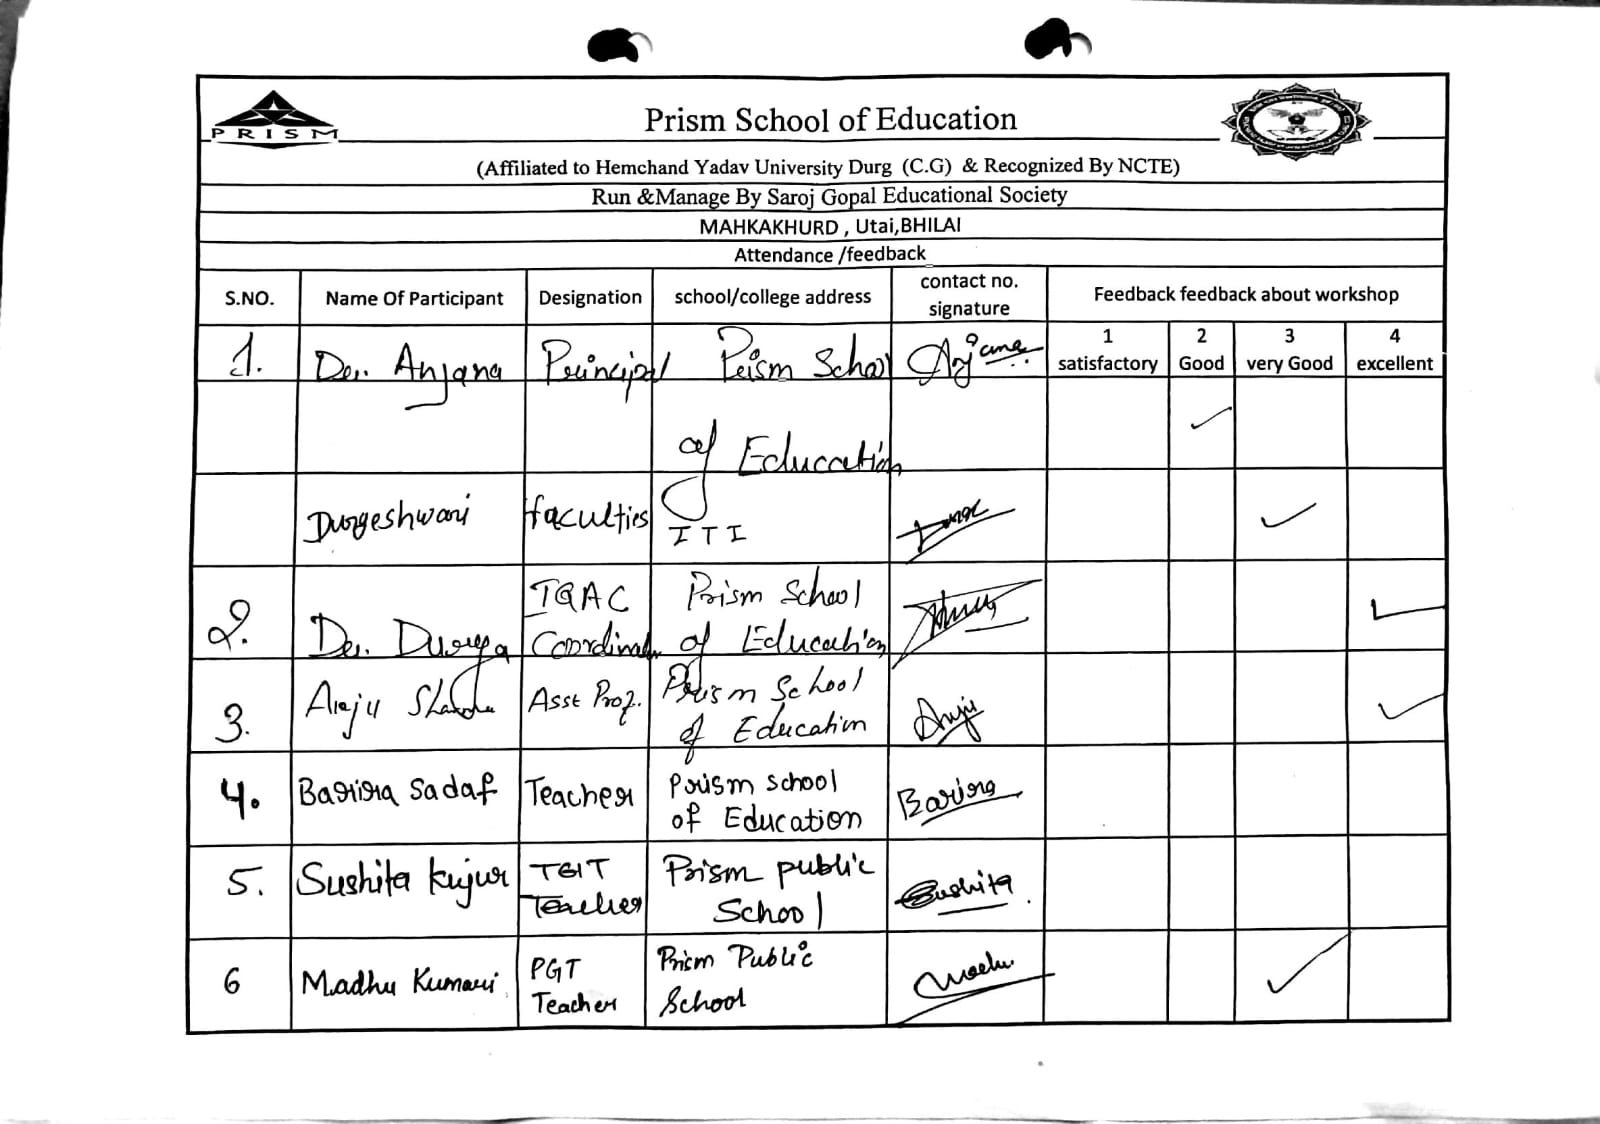 PRISM
Prism School of Education
(Affiliated to Hemchand Yadav University Durg (C.G) & Recognized By NCTE)
Run &Manage By Saroj Gopal Educational Society
MAHKAKHURD , Utai,BHILAI
Attendance /feedback
S.NO. Name Of Participant Designation school/college address contact no. signature Feedback feedback about workshop
1 satisfactory 2 Good 3 very Good 4 excellent
1. Dr. Anjana Principal Prism School of Education Anjana
Durgeshwari faculties ITI
2. Dr. Durga IQAC Coordinator Prism School of Education
3. Anju Asst Prof. Prism School of Education Anju
4. Barira Sadaf Teacher Prism school of Education Barira
5. Sushita Kujur TGT Teacher Prism public School Sushita
6 Madhu Kumari PGT Teacher Prism Public School Madhu